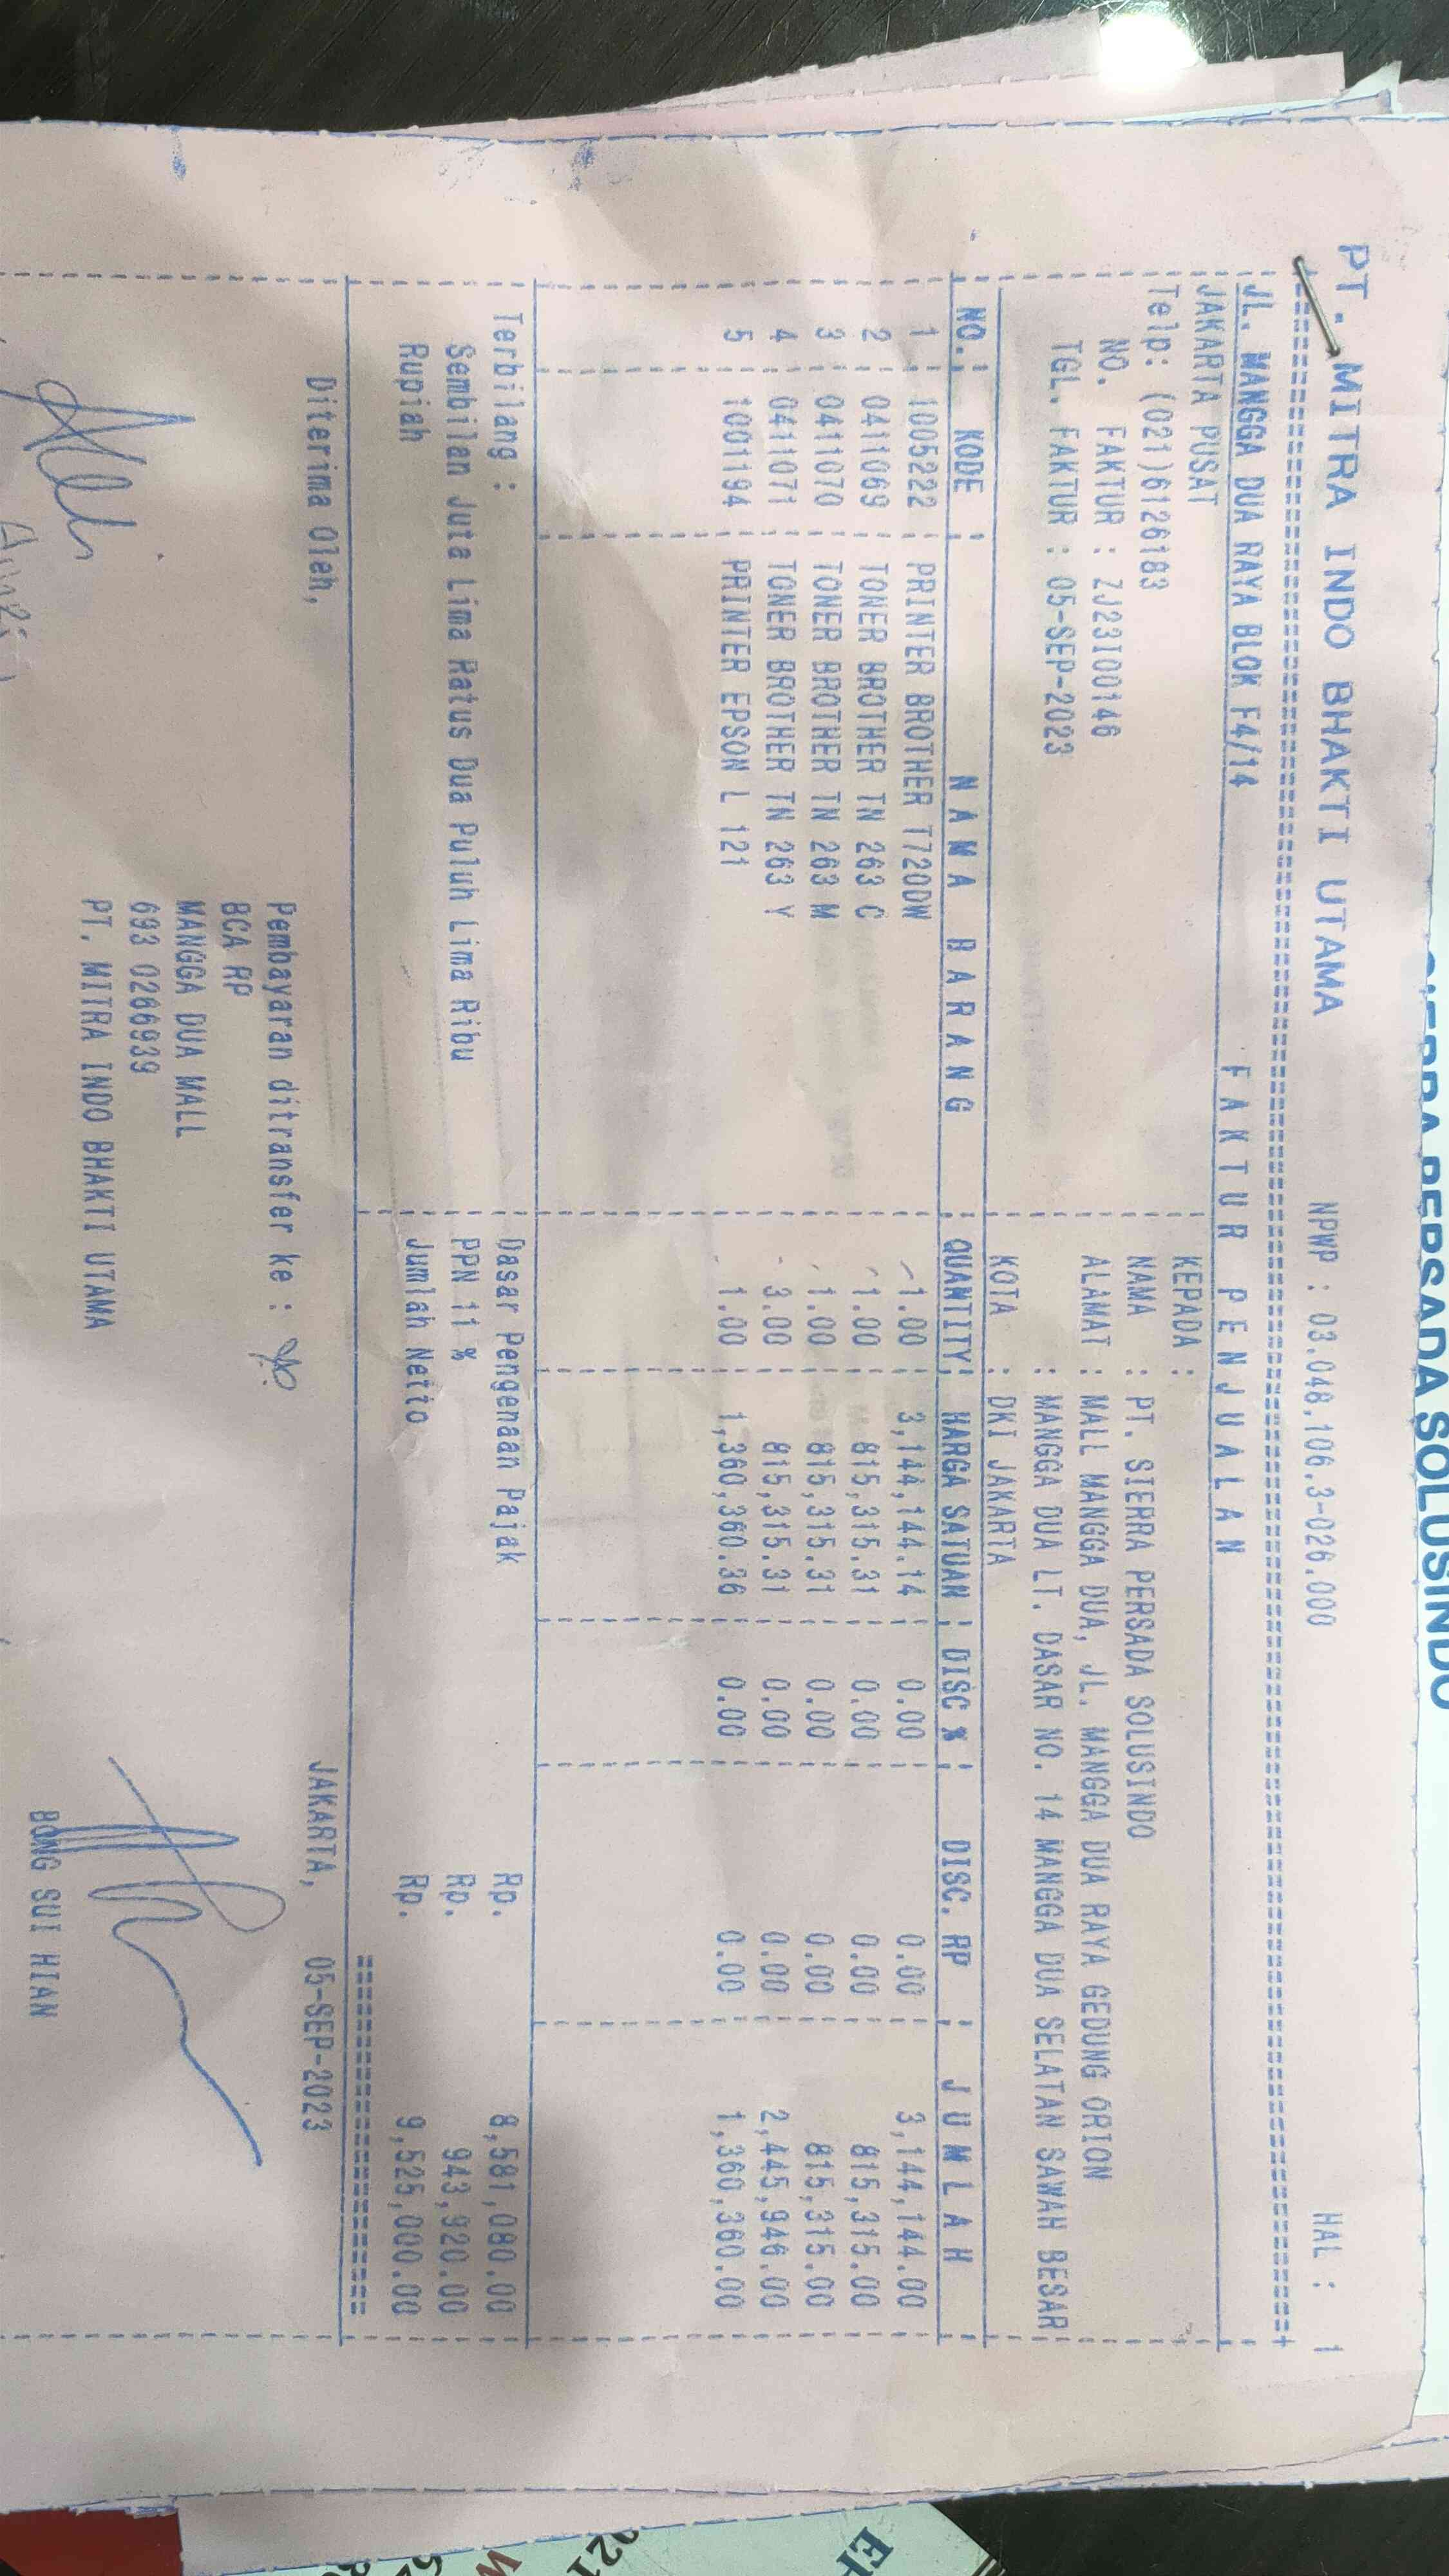 PT. MITRA INDO BHAKTI UTAMA NPWP : 03.048.106.3-026.000 HAL : 1
JL. MANGGA DUA RAYA BLOK F4/14 F A K T U R P E N J U A L A N
JAKARTA PUSAT KEPADA :
Telp: (021)6126183 NAMA : PT. SIERRA PERSADA SOLUSINDO
NO. FAKTUR : ZJ23I00146 ALAMAT : MALL MANGGA DUA, JL. MANGGA DUA RAYA GEDUNG ORION
TGL. FAKTUR : 05-SEP-2023 : MANGGA DUA LT. DASAR NO. 14 MANGGA DUA SELATAN SAWAH BESAR
KOTA : DKI JAKARTA
NO. : KODE : N A M A B A R A N G : QUANTITY: HARGA SATUAN : DISC % : DISC. RP : J U M L A H
1 : 1005222 : PRINTER BROTHER T720DW 1.00 : 3,144,144.14 : 0.00 0.00 3,144,144.00
2 : 0411069 : TONER BROTHER TN 263 C 1.00 : 815,315.31 : 0.00 0.00 815,315.00
3 : 0411070 : TONER BROTHER TN 263 M 1.00 : 815,315.31 : 0.00 0.00 815,315.00
4 : 0411071 : TONER BROTHER TN 263 Y 3.00 : 815,315.31 : 0.00 0.00 2,445,946.00
5 : 1001194 : PRINTER EPSON L 121 1.00 : 1,360,360.36 : 0.00 0.00 1,360,360.00
Terbilang : Dasar Pengenaan Pajak Rp. 8,581,080.00
Sembilan Juta Lima Ratus Dua Puluh Lima Ribu PPN 11 % Rp. 943,920.00
Rupiah Jumlah Netto Rp. 9,525,000.00
Diterima Oleh, JAKARTA, 05-SEP-2023
Pembayaran ditransfer ke :
BCA RP
MANGGA DUA MALL
693 0266939
PT. MITRA INDO BHAKTI UTAMA
BONG SUI HIAN
PERSADA SOLUSINDO